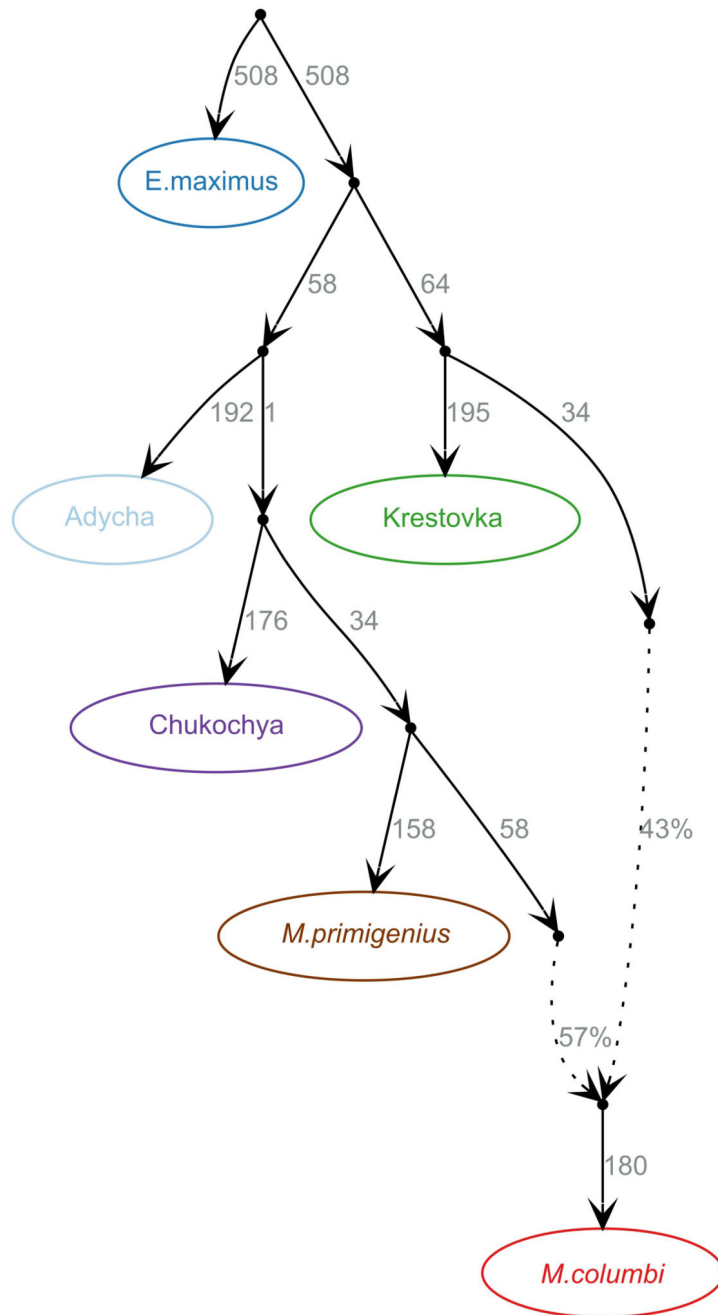 508 508
E.maximus
58 64
192 1 195 34
Adycha Krestovka
176 34
Chukochya
43%
158 58
M.primigenius
57%
180
M.columbi